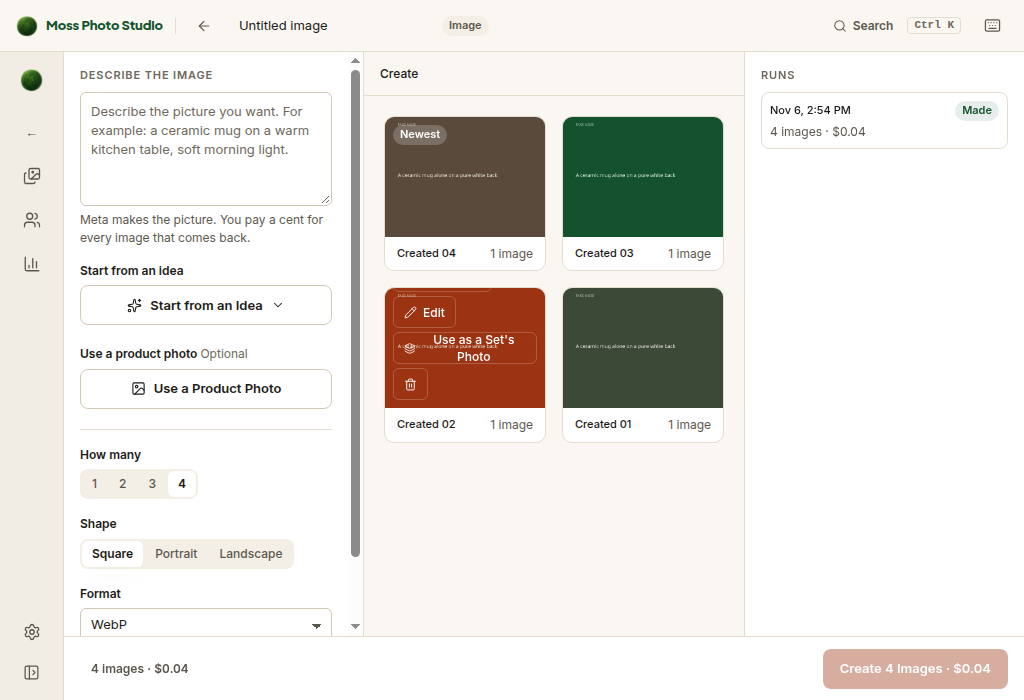 Moss Photo Studio
Untitled image
Image
Search
Ctrl K
←
DESCRIBE THE IMAGE
Describe the picture you want. For
example: a ceramic mug on a warm
kitchen table, soft morning light.
Meta makes the picture. You pay a cent for
every image that comes back.
Start from an idea
Start from an Idea
Use a product photo Optional
Use a Product Photo
How many
1 2 3 4
Shape
Square Portrait Landscape
Format
WebP
Create
Newest
A ceramic mug alone on a pure white back
Created 04 1 image
A ceramic mug alone on a pure white back
Created 03 1 image
Edit
Use as a Set's
Photo
Created 02 1 image
A ceramic mug alone on a pure white back
Created 01 1 image
RUNS
Nov 6, 2:54 PM Made
4 images · $0.04
4 images · $0.04
Create 4 Images · $0.04